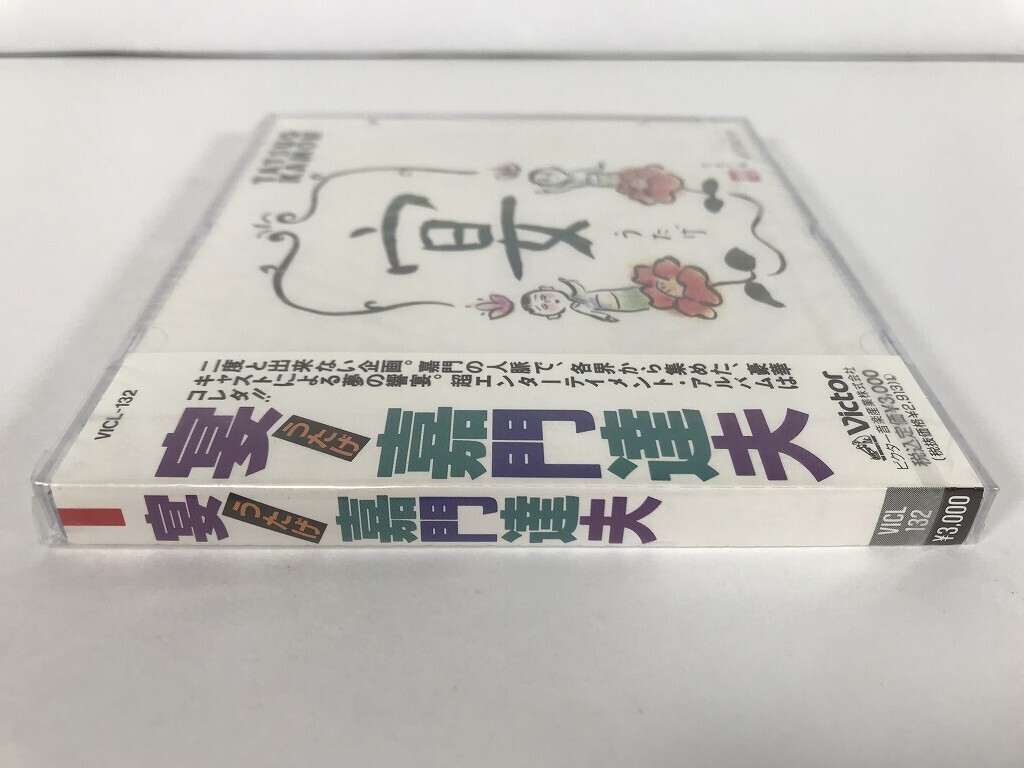 TATSUO
KAMON
宴
うたげ
二度と出来ない企画。嘉門の人脈で、各界から集めた、豪華
キャストによる夢の響宴。超エンターテイメント・アルバムは
コレダ!!
VICL-132
宴 うたげ 嘉門達夫
Victor
ビクター音楽産業株式会社
税込定価¥3,000
(税抜価格¥2,913)
宴 うたげ 嘉門達夫
VICL
132
¥3,000